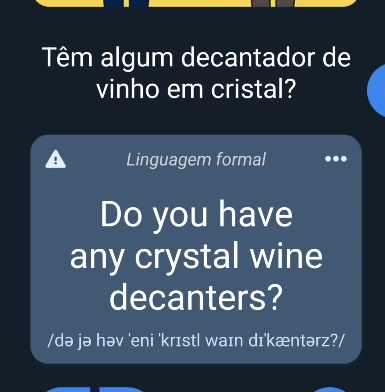 Têm algum decantador de
vinho em cristal?
Linguagem formal
Do you have
any crystal wine
decanters?
/də jə həv ˈeni ˈkrɪstl waɪn dɪˈkæntərz?/